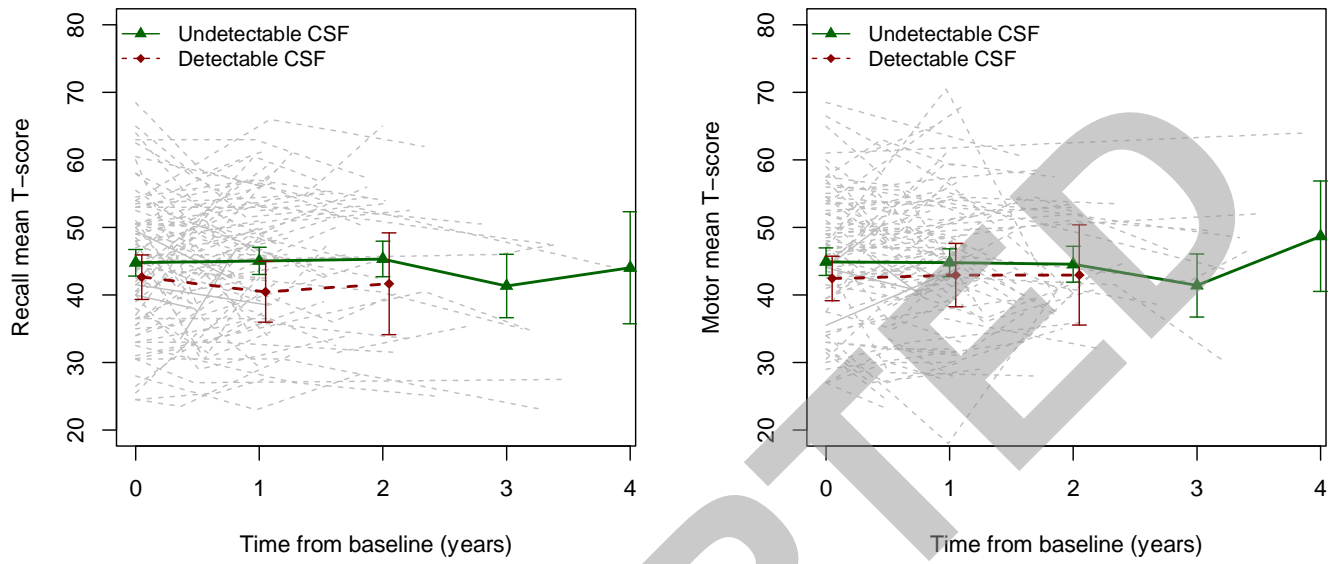 Undetectable CSF
Detectable CSF
Recall mean T−score
20
30
40
50
60
70
80
0 1 2 3 4
Time from baseline (years)
Undetectable CSF
Detectable CSF
Motor mean T−score
20
30
40
50
60
70
80
0 1 2 3 4
Time from baseline (years)
PTED